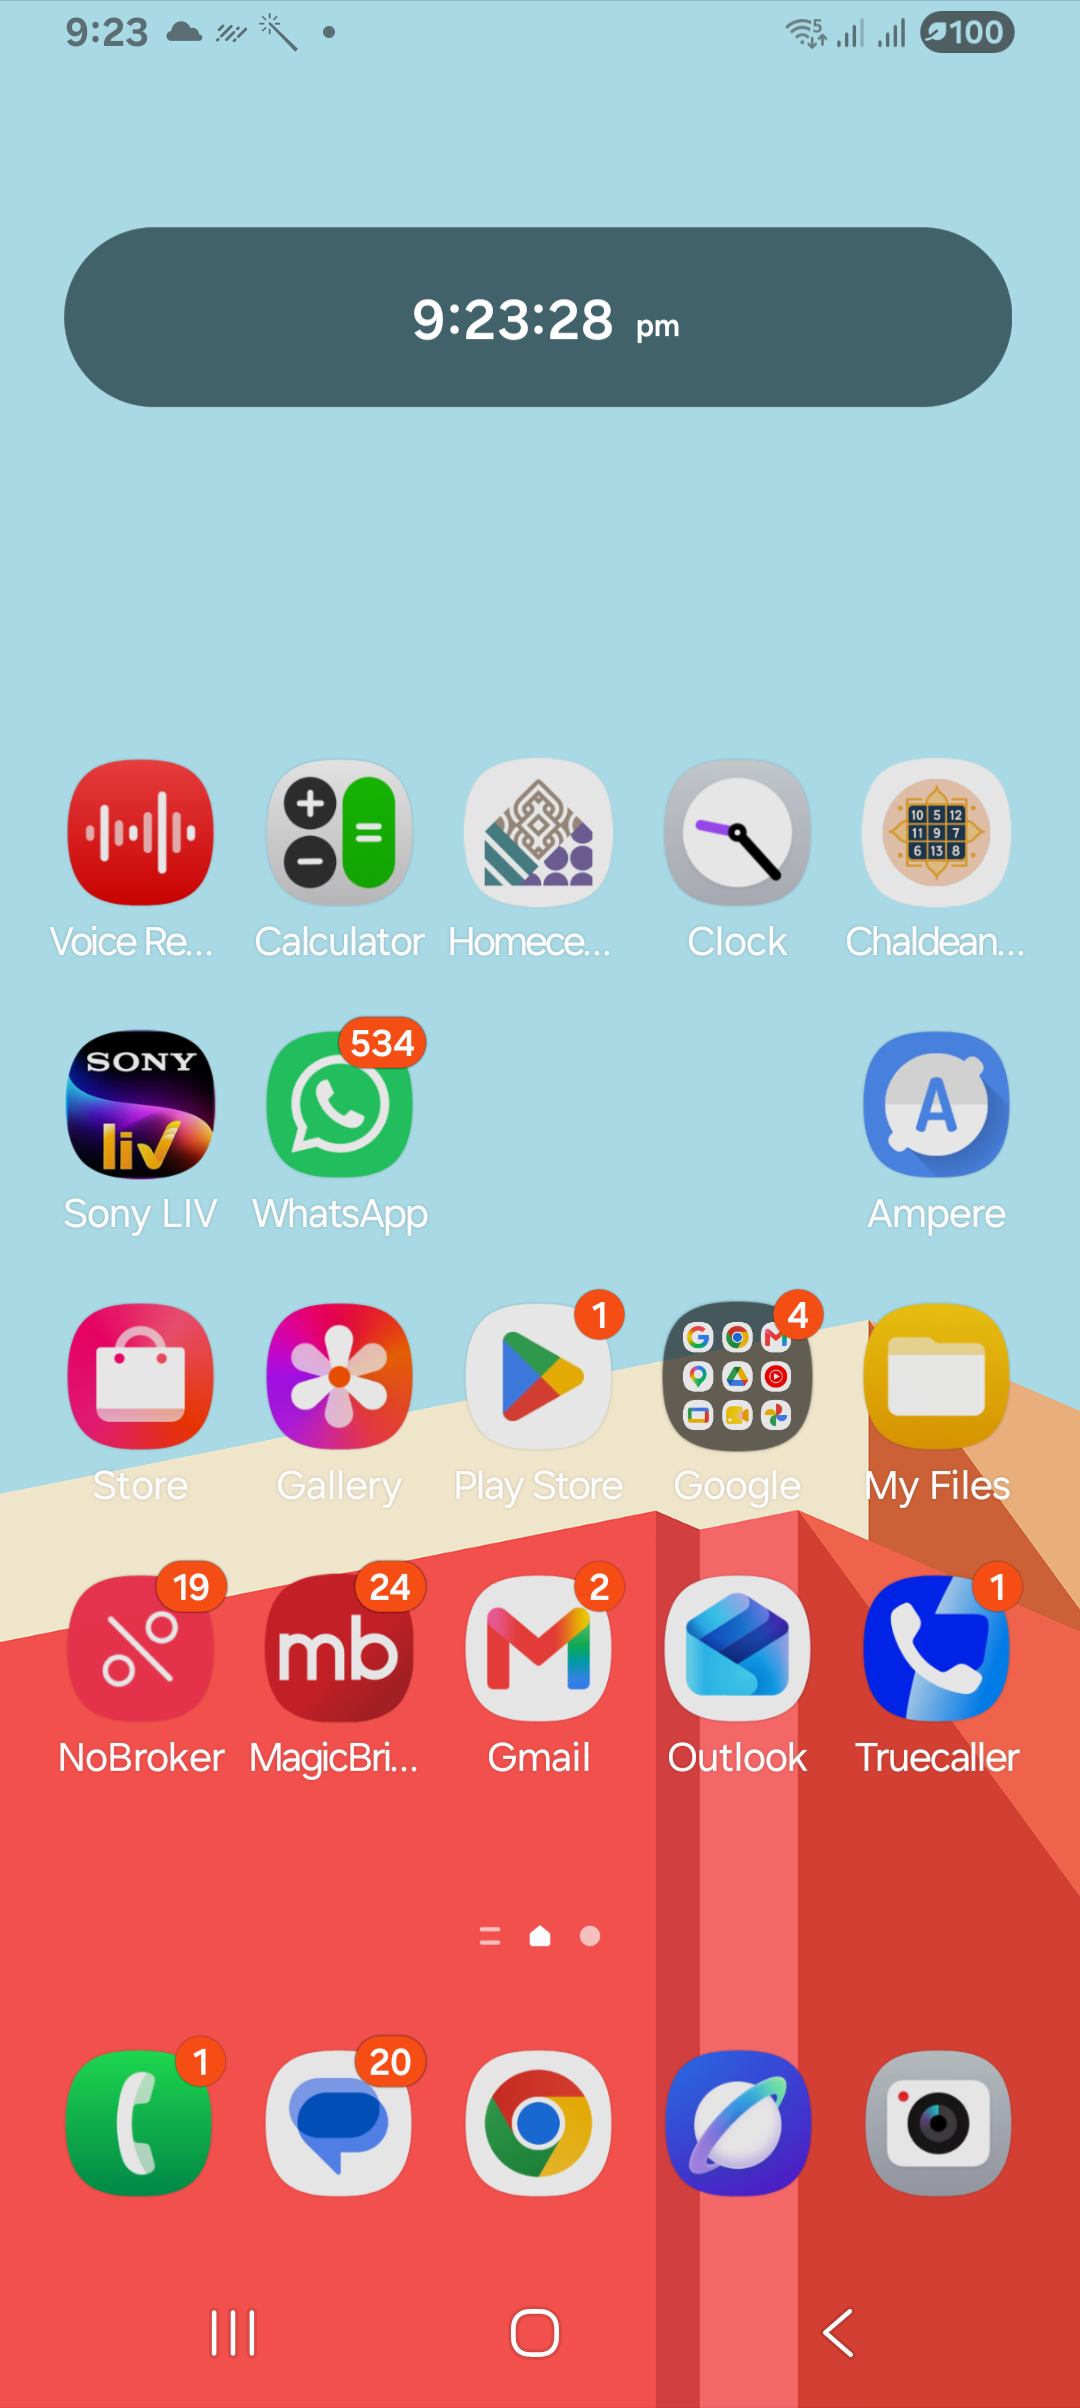 9:23 5 100
9:23:28 pm
10 5 12
11 9 7
6 13 8
Voice Re... Calculator Homece... Clock Chaldean...
534
SONY
liv A
Sony LIV WhatsApp Ampere
1 4
Store Gallery Play Store Google My Files
19 24 2 1
mb
NoBroker MagicBri... Gmail Outlook Truecaller
1 20